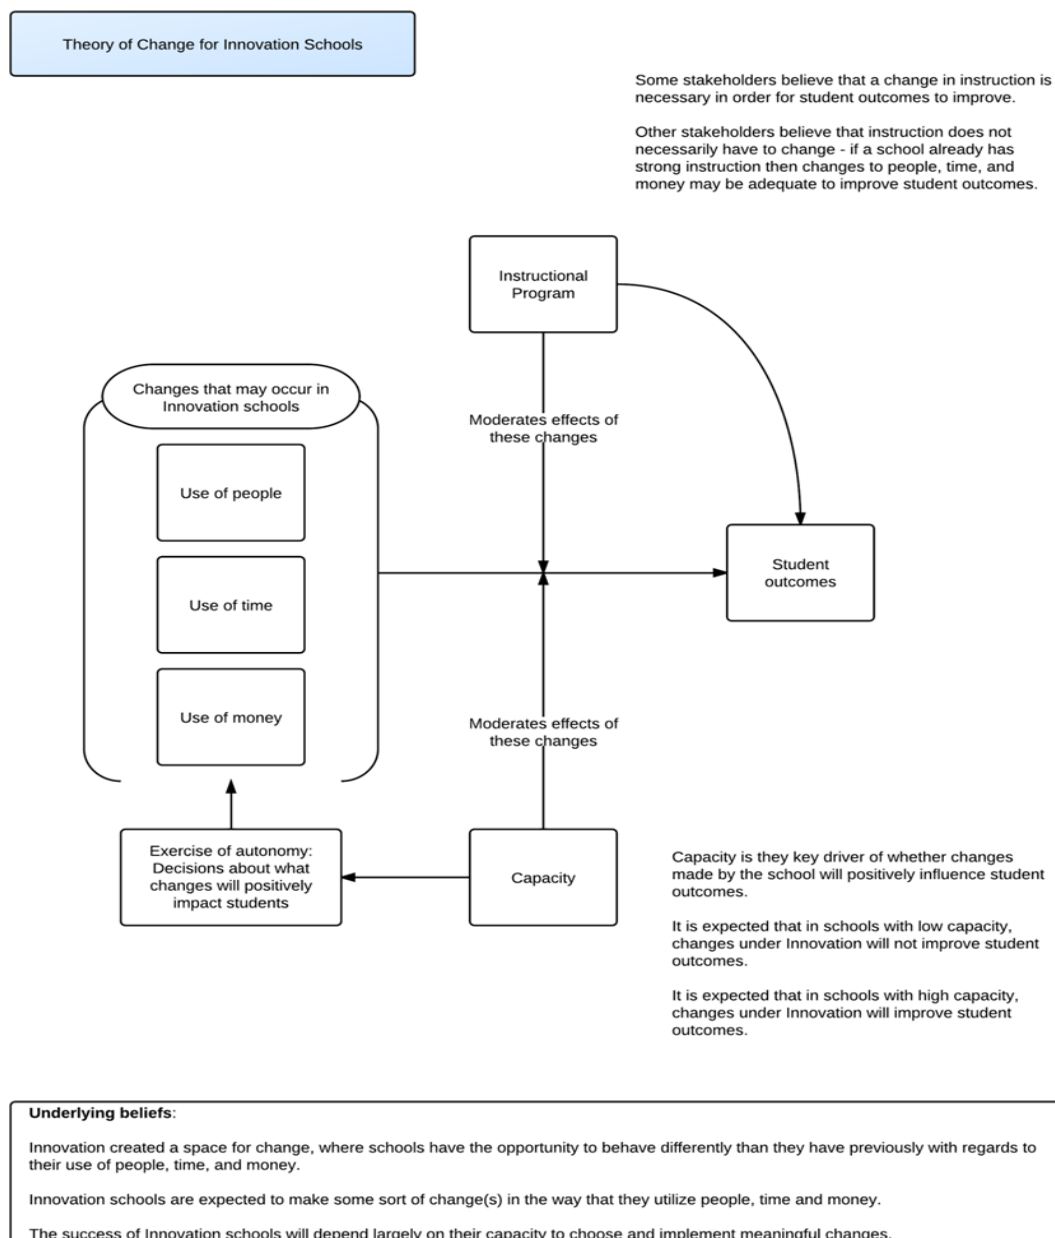 Theory of Change for Innovation Schools
Some stakeholders believe that a change in instruction is
necessary in order for student outcomes to improve.
Other stakeholders believe that instruction does not
necessarily have to change - if a school already has
strong instruction then changes to people, time, and
money may be adequate to improve student outcomes.
Instructional
Program
Changes that may occur in
Innovation schools
Moderates effects of
these changes
Use of people
Student
outcomes
Use of time
Use of money
Moderates effects of
these changes
Exercise of autonomy:
Decisions about what
changes will positively
impact students
Capacity
Capacity is they key driver of whether changes
made by the school will positively influence student
outcomes.
It is expected that in schools with low capacity,
changes under Innovation will not improve student
outcomes.
It is expected that in schools with high capacity,
changes under Innovation will improve student
outcomes.
Underlying beliefs:
Innovation created a space for change, where schools have the opportunity to behave differently than they have previously with regards to
their use of people, time, and money.
Innovation schools are expected to make some sort of change(s) in the way that they utilize people, time and money.
The success of Innovation schools will depend largely on their capacity to choose and implement meaningful changes.